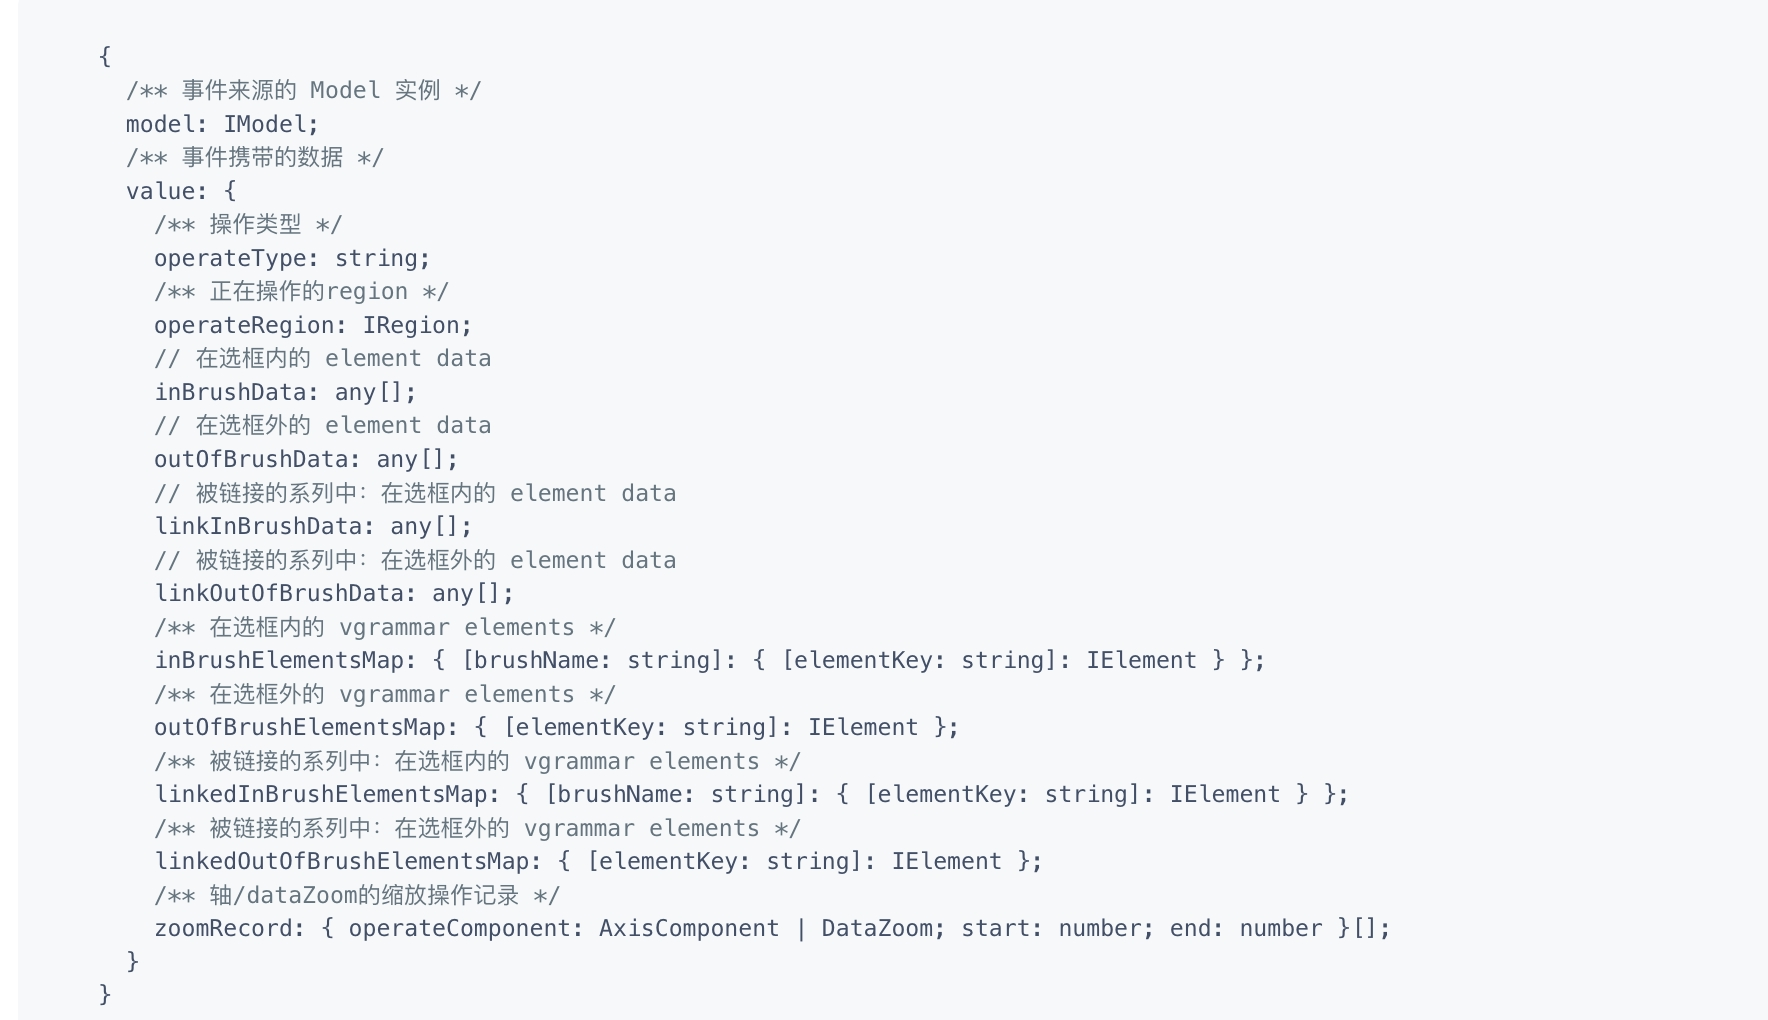 {
  /** 事件来源的 Model 实例 */
  model: IModel;
  /** 事件携带的数据 */
  value: {
    /** 操作类型 */
    operateType: string;
    /** 正在操作的region */
    operateRegion: IRegion;
    // 在选框内的 element data
    inBrushData: any[];
    // 在选框外的 element data
    outOfBrushData: any[];
    // 被链接的系列中：在选框内的 element data
    linkInBrushData: any[];
    // 被链接的系列中：在选框外的 element data
    linkOutOfBrushData: any[];
    /** 在选框内的 vgrammar elements */
    inBrushElementsMap: { [brushName: string]: { [elementKey: string]: IElement } };
    /** 在选框外的 vgrammar elements */
    outOfBrushElementsMap: { [elementKey: string]: IElement };
    /** 被链接的系列中：在选框内的 vgrammar elements */
    linkedInBrushElementsMap: { [brushName: string]: { [elementKey: string]: IElement } };
    /** 被链接的系列中：在选框外的 vgrammar elements */
    linkedOutOfBrushElementsMap: { [elementKey: string]: IElement };
    /** 轴/dataZoom的缩放操作记录 */
    zoomRecord: { operateComponent: AxisComponent | DataZoom; start: number; end: number }[];
  }
}